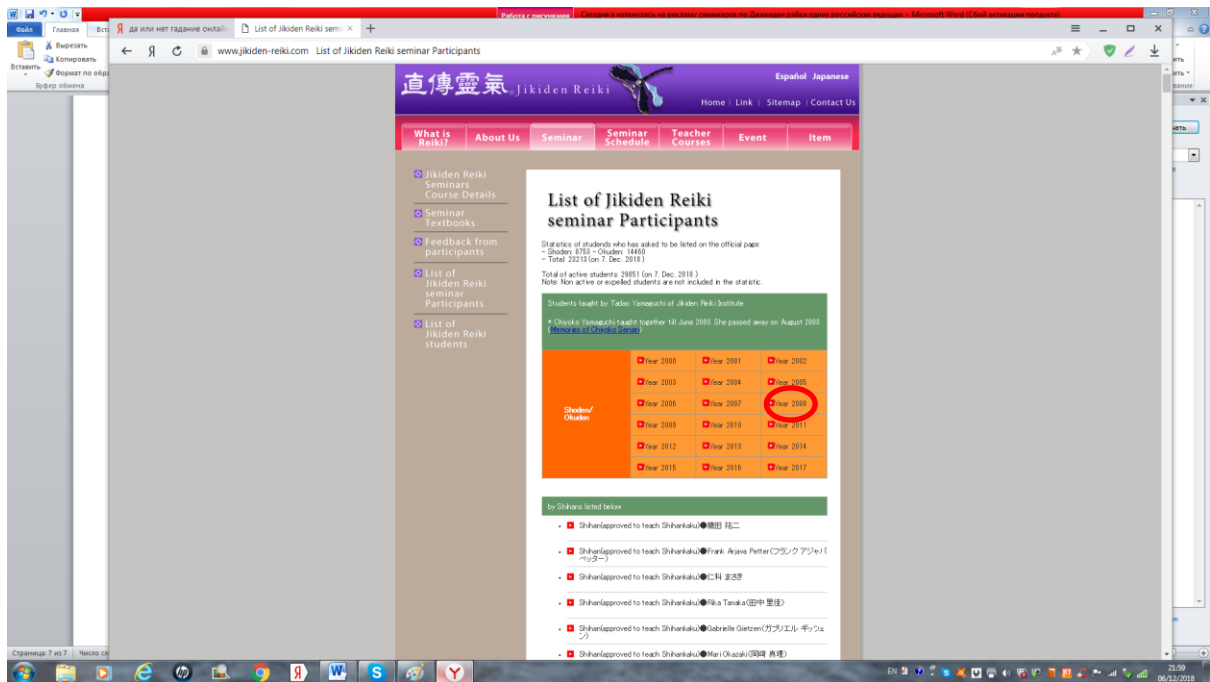 Работа с рисунками
Сегодня я наткнулась на рекламу семинаров по Джикиден рэйки одних российских ведущих - Microsoft Word (Сбой активации продукта)
Файл
Главная
Вст
Я да или нет гадание онлай
List of Jikiden Reiki semi
www.jikiden-reiki.com List of Jikiden Reiki seminar Participants
Вставить
Вырезать
Копировать
Формат по обра
Буфер обмена
直傳靈氣 Jikiden Reiki
Español Japanese
Home | Link | Sitemap | Contact Us
What is Reiki?
About Us
Seminar
Seminar Schedule
Teacher Courses
Event
Item
Jikiden Reiki
Seminars
Course Details
Seminar
Textbooks
Feedback from
participants
List of
Jikiden Reiki
seminar
Participants
List of
Jikiden Reiki
students
List of Jikiden Reiki
seminar Participants
Statistics of studends who has asked to be listed on the official page:
- Shoden: 8753 - Okuden: 14460
- Total: 23213 (on 7. Dec. 2018 )
Total of active students: 29851 (on 7. Dec. 2018 )
Note: Non active or expelled students are not included in the statistic.
Students taught by Tadao Yamaguchi of Jikiden Reiki Institute
* Chiyoko Yamaguchi taught together till June 2003. She passed away on August 2003
(Memories of Chiyoko Sensei)
Shoden/
Okuden
Year 2000 Year 2001 Year 2002
Year 2003 Year 2004 Year 2005
Year 2006 Year 2007 Year 2008
Year 2009 Year 2010 Year 2011
Year 2012 Year 2013 Year 2014
Year 2015 Year 2016 Year 2017
by Shihans listed below
Shihan(approved to teach Shihankaku)●
Shihan(approved to teach Shihankaku)●Frank Arjava Petter(フランク アジャバ
ペッター)
Shihan(approved to teach Shihankaku)●仁科 まさき
Shihan(approved to teach Shihankaku)●Rika Tanaka(田中 里佳)
Shihan(approved to teach Shihankaku)●Gabrielle Gietzen(ガブリエル ギッツェ
ン)
Shihan(approved to teach Shihankaku)●Mari Okazaki(岡崎 真理)
Страница: 7 из 7
Число сл
EN
21:59
06/12/2018